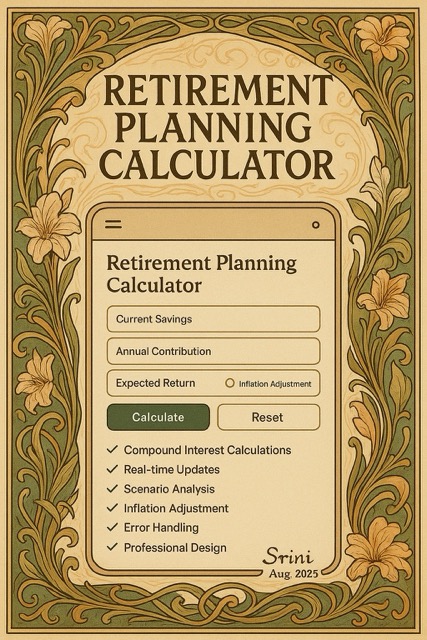 RETIREMENT
PLANNING
CALCULATOR
Retirement Planning
Calculator
Current Savings
Annual Contribution
Expected Return Inflation Adjustment
Calculate Reset
✓ Compound Interest Calculations
✓ Real-time Updates
✓ Scenario Analysis
✓ Inflation Adjustment
✓ Error Handling
✓ Professional Design
Srini
Aug. 2025